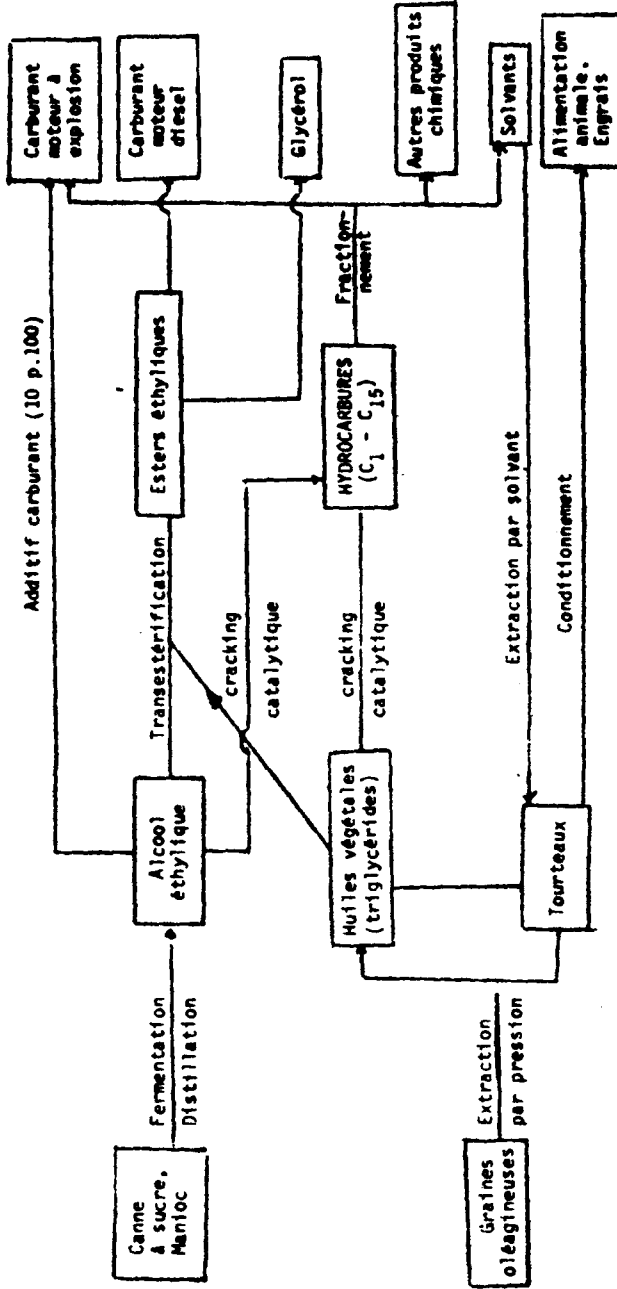 Canne
à sucre,
Manioc
Fermentation
Distillation
Alcool
éthylique
Additif carburant (10 p.100)
Transestérification
Esters éthyliques
Carburant
moteur à
explosion
Carburant
moteur
diesel
Glycérol
cracking
catalytique
HYDROCARBURES
(C₁ - C₁₅)
Fraction-
nement
Autres produits
chimiques
Solvants
Graines
oléagineuses
Extraction
par pression
Huiles végétales
(triglycérides)
cracking
catalytique
Tourteaux
Extraction par solvant
Conditionnement
Alimentation
animale.
Engrais